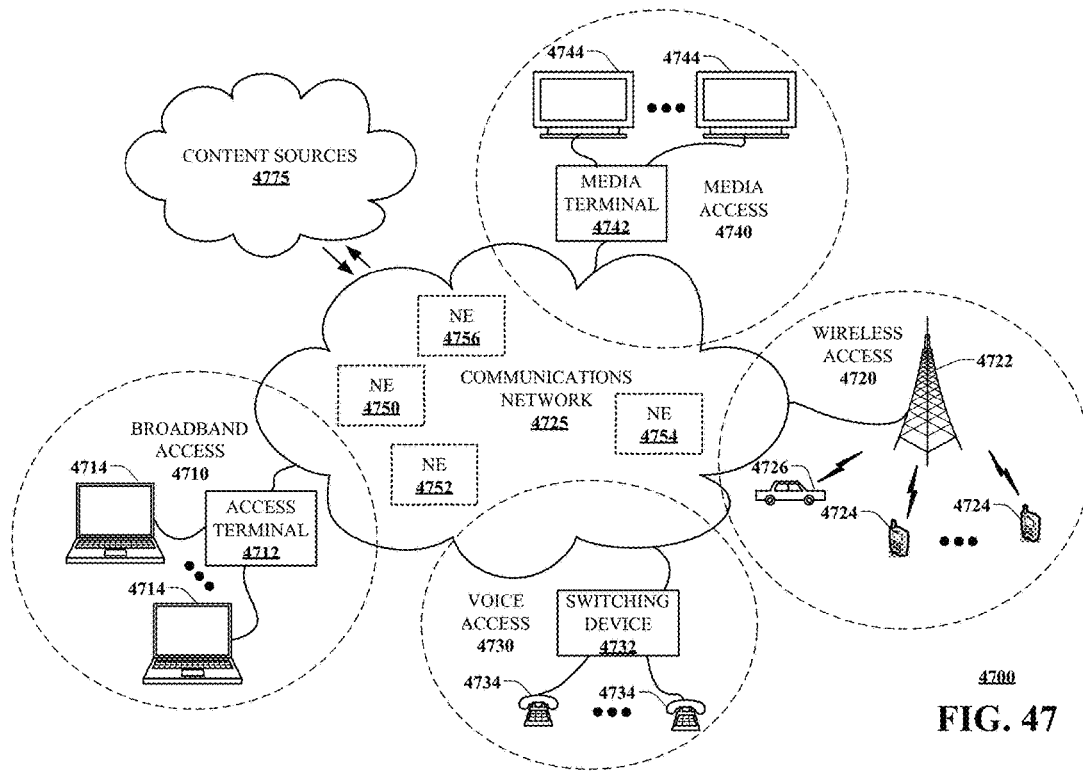 4744
4744
CONTENT SOURCES
4775
MEDIA
TERMINAL
4742
MEDIA
ACCESS
4740
NE
4756
WIRELESS
ACCESS
4720
4722
NE
4750
COMMUNICATIONS
NETWORK
4725
NE
4754
BROADBAND
ACCESS
4710
4714
NE
4752
4726
ACCESS
TERMINAL
4712
4724
4724
4714
VOICE
ACCESS
4730
SWITCHING
DEVICE
4732
4734
4734
4700
FIG. 47